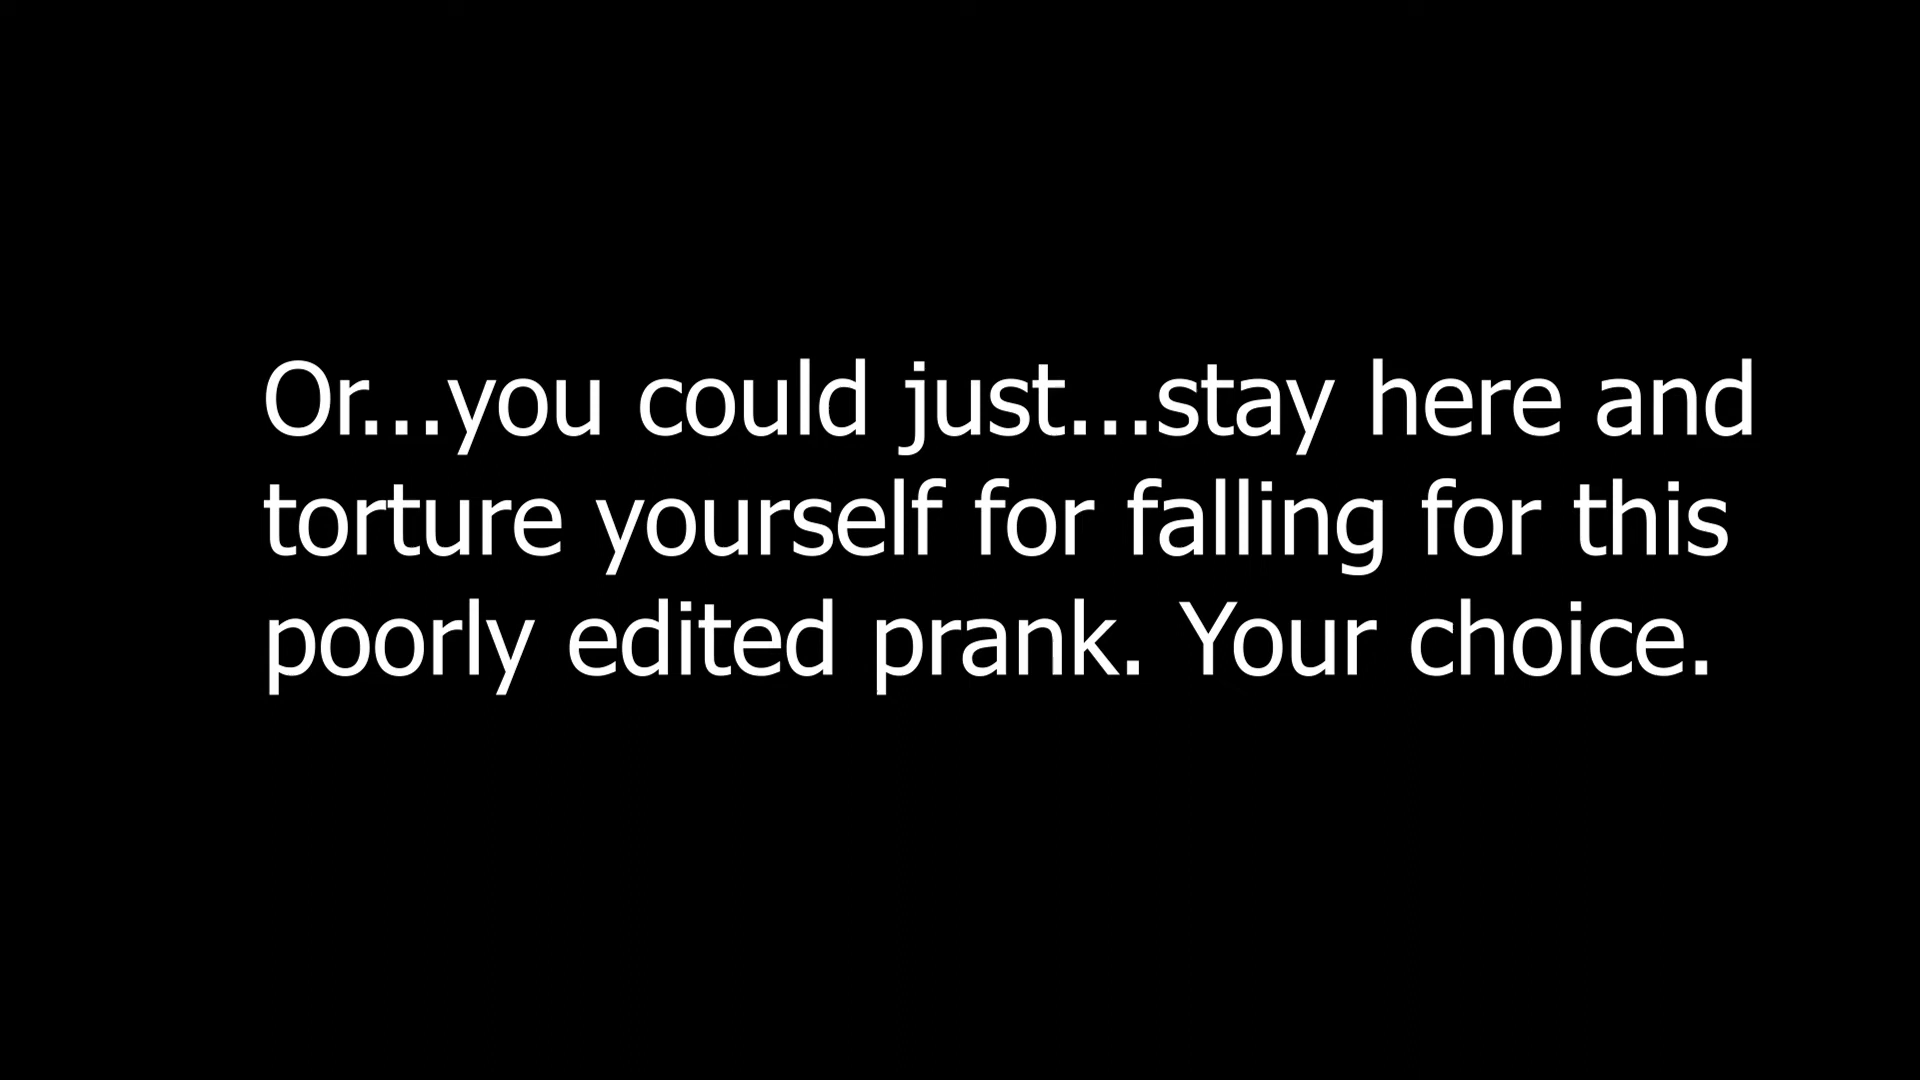 Or...you could just...stay here and
torture yourself for falling for this
poorly edited prank. Your choice.